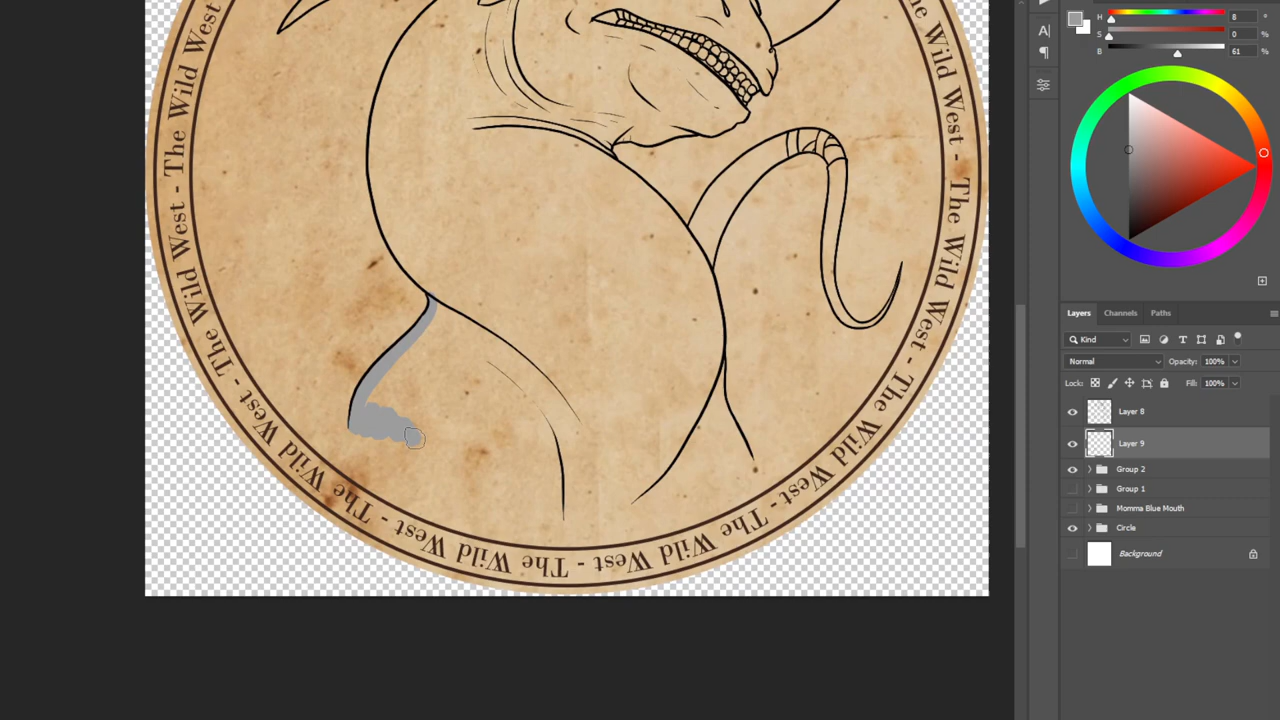 The Wild West - The Wild West - The Wild West - The Wild West - The Wild West - The Wild West - The Wild West -
H 8 °
S 0 %
B 61 %
Layers Channels Paths
Kind
Normal Opacity: 100%
Lock: Fill: 100%
Layer 8
Layer 9
Group 2
Group 1
Momma Blue Mouth
Circle
Background